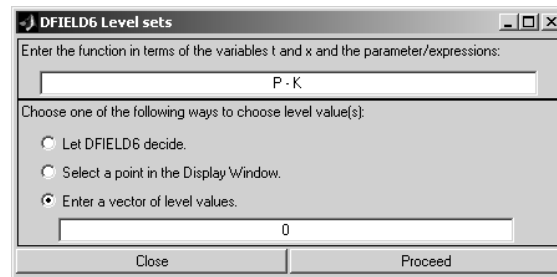 DFIELD6 Level sets
Enter the function in terms of the variables t and x and the parameter/expressions:
P - K
Choose one of the following ways to choose level value(s):
Let DFIELD6 decide.
Select a point in the Display Window.
Enter a vector of level values.
0
Close Proceed